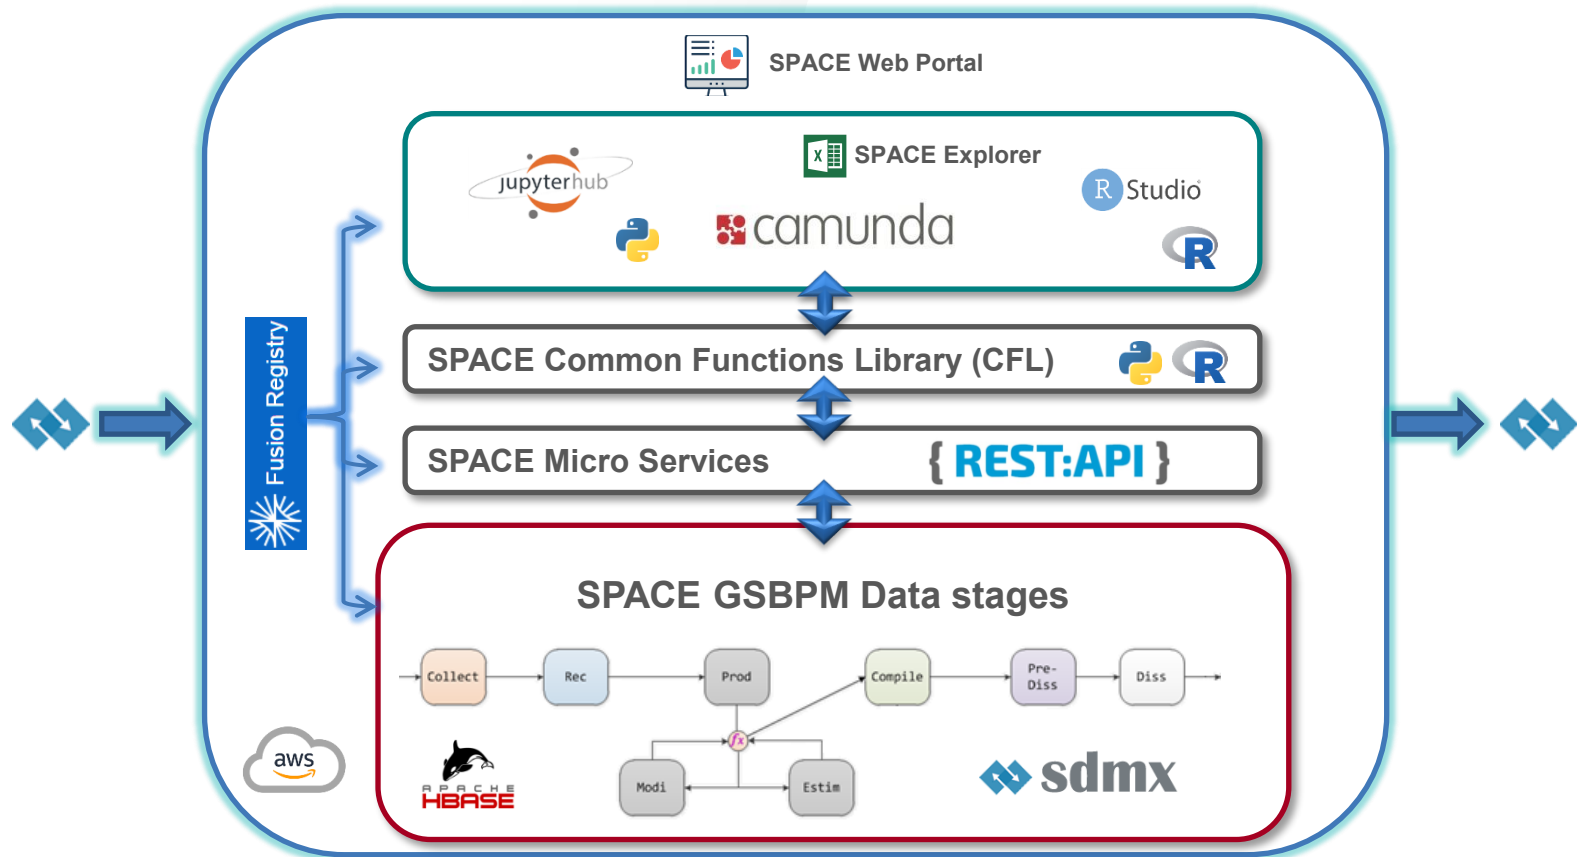 SPACE Web Portal
SPACE Explorer
jupyterhub
R Studio
camunda
R
Fusion Registry
SPACE Common Functions Library (CFL)
R
SPACE Micro Services
{ REST:API }
SPACE GSBPM Data stages
Collect
Rec
Prod
Compile
Pre-
Diss
Diss
fx
Modi
Estim
aws
APACHE
HBASE
sdmx